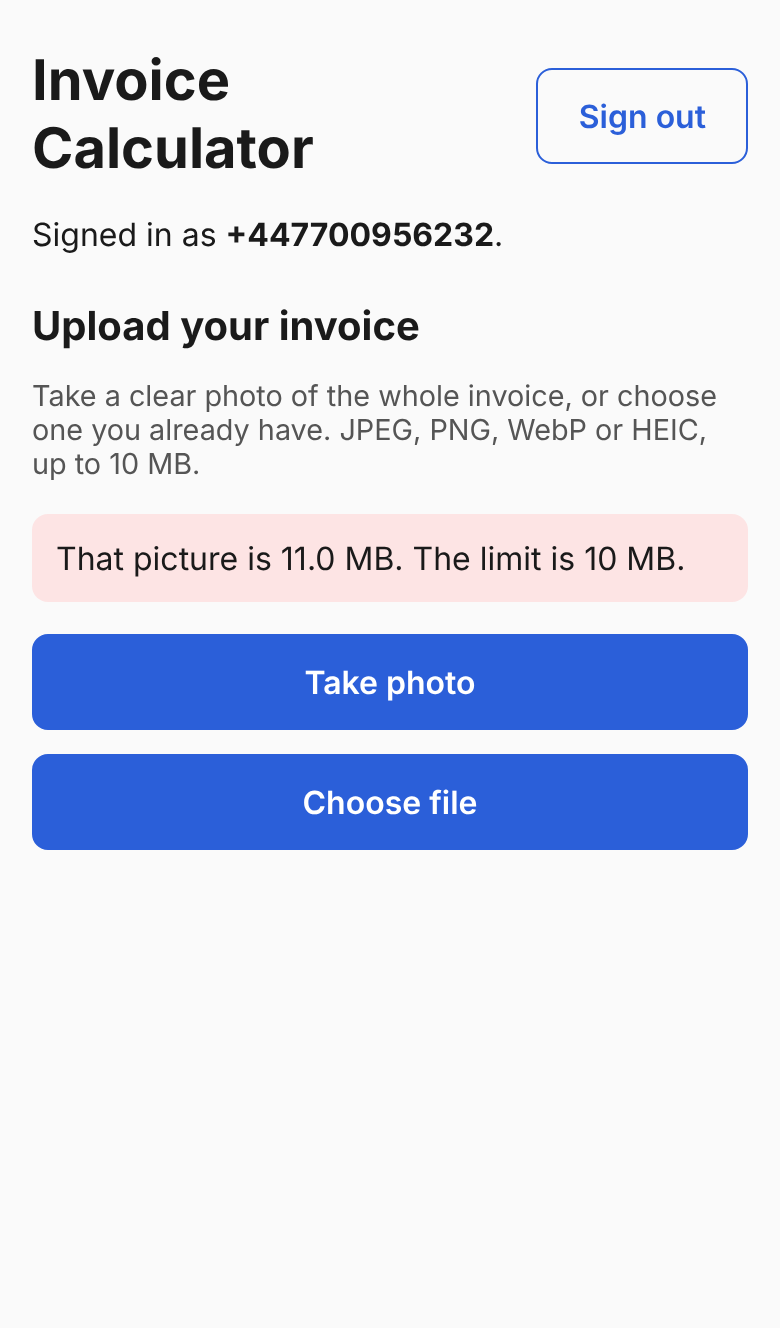 Invoice
Calculator
Sign out
Signed in as +447700956232.
Upload your invoice
Take a clear photo of the whole invoice, or choose
one you already have. JPEG, PNG, WebP or HEIC,
up to 10 MB.
That picture is 11.0 MB. The limit is 10 MB.
Take photo
Choose file